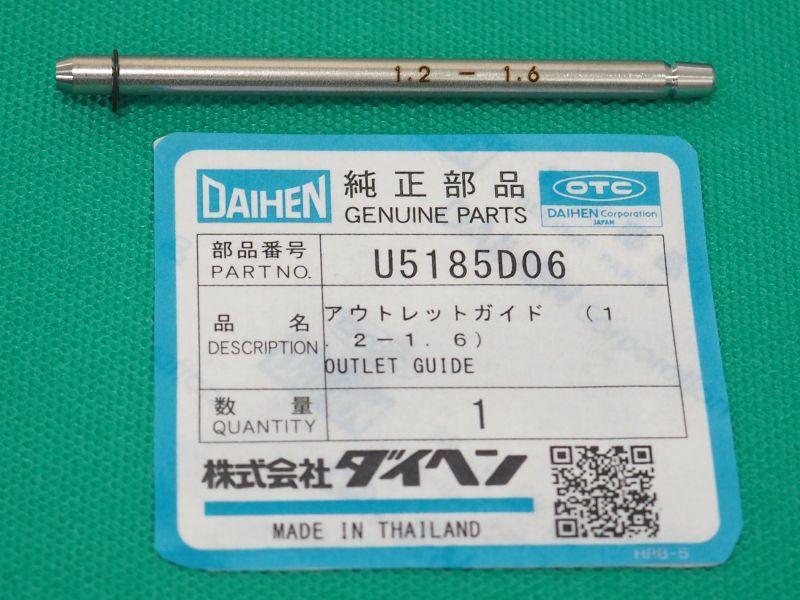 1.2 - 1.6
DAIHEN 純正部品 OTC
GENUINE PARTS DAIHEN Corporation
JAPAN
部品番号 U5185D06
PART NO.
品名 アウトレットガイド （1
DESCRIPTION . 2－1. 6）
OUTLET GUIDE
数量 1
QUANTITY
株式会社ダイヘン
MADE IN THAILAND
HRB-5